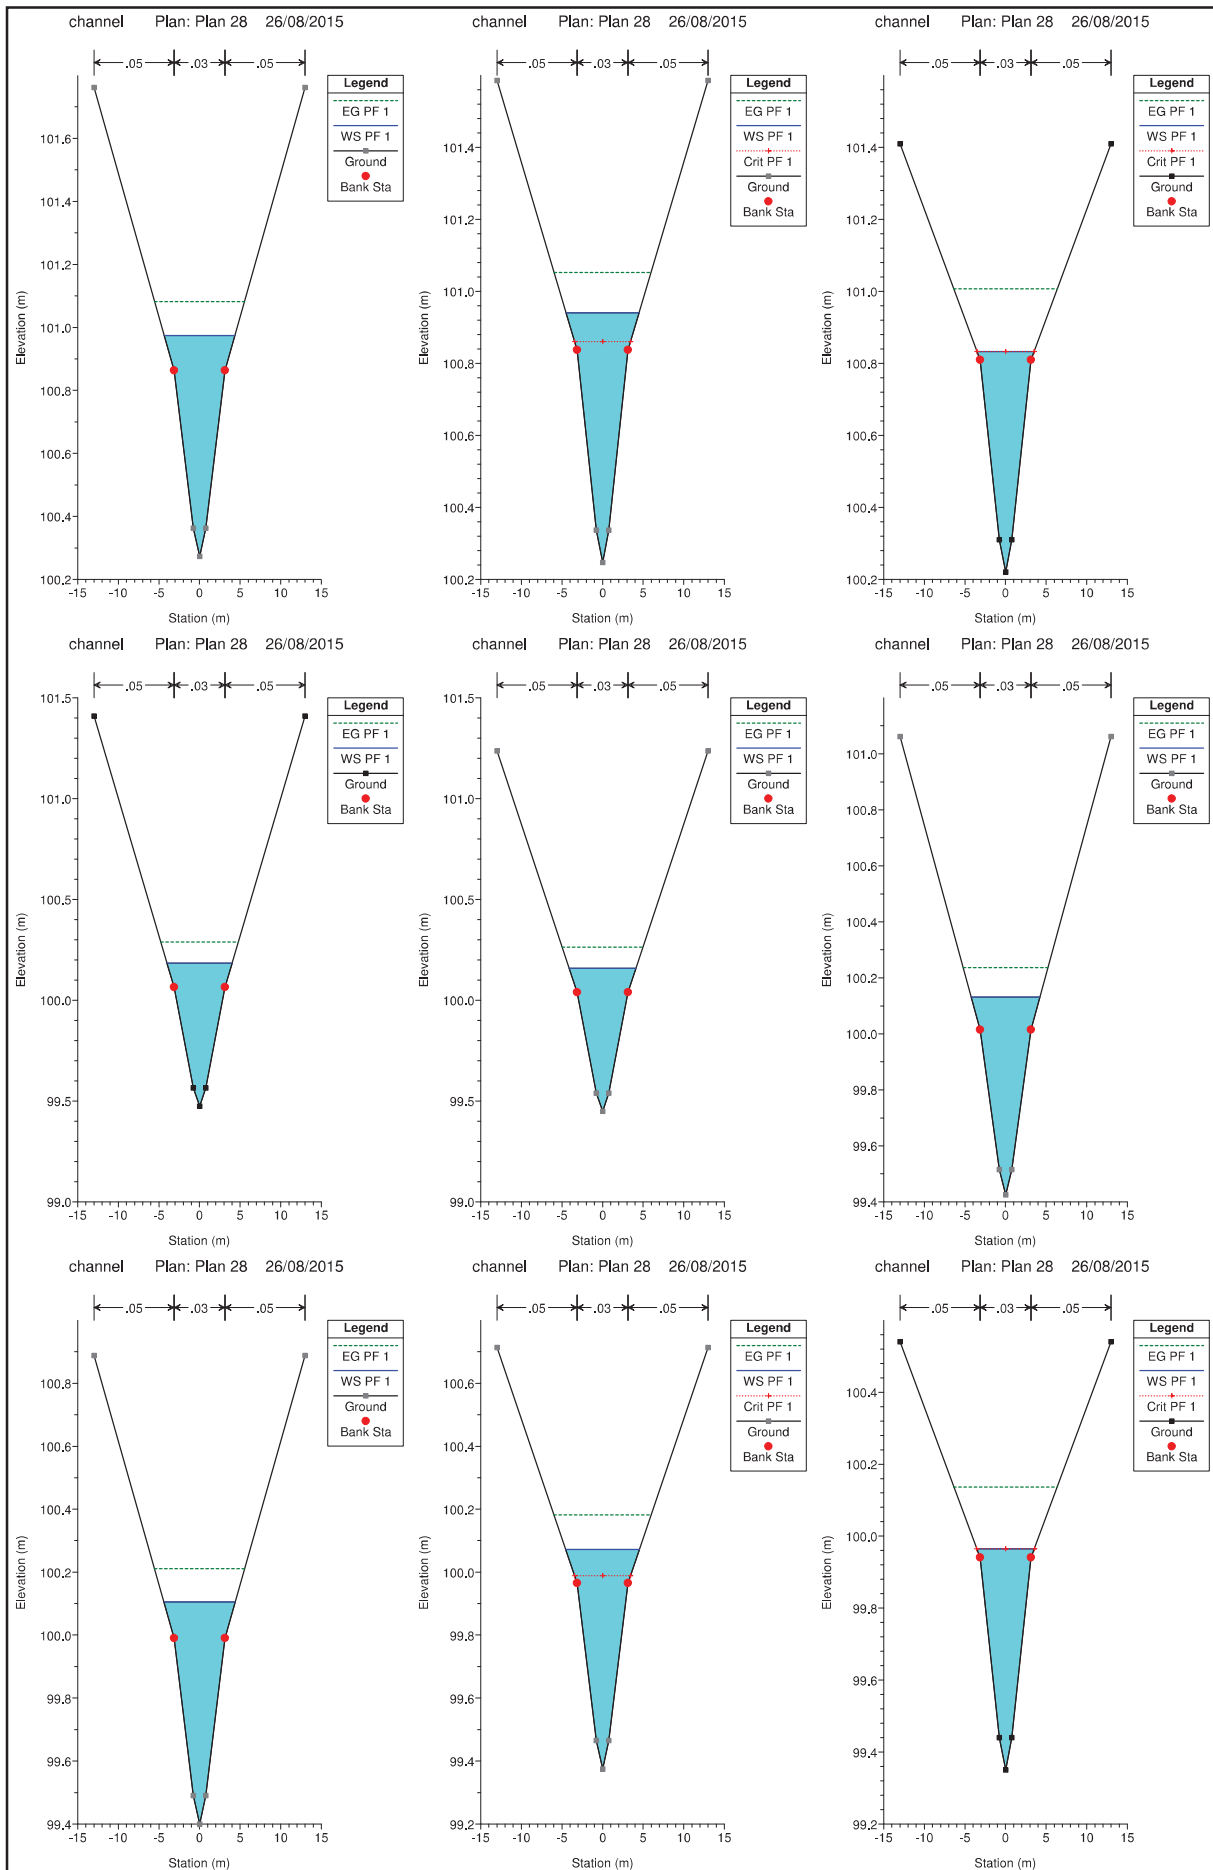 channel Plan: Plan 28 26/08/2015
.05 .03 .05
Legend
EG PF 1
WS PF 1
Ground
Bank Sta
Elevation (m)
101.6
101.4
101.2
101.0
100.8
100.6
100.4
100.2
-15 -10 -5 0 5 10 15
Station (m)
channel Plan: Plan 28 26/08/2015
.05 .03 .05
Legend
EG PF 1
WS PF 1
Crit PF 1
Ground
Bank Sta
Elevation (m)
101.4
101.2
101.0
100.8
100.6
100.4
100.2
-15 -10 -5 0 5 10 15
Station (m)
channel Plan: Plan 28 26/08/2015
.05 .03 .05
Legend
EG PF 1
WS PF 1
Crit PF 1
Ground
Bank Sta
Elevation (m)
101.4
101.2
101.0
100.8
100.6
100.4
100.2
-15 -10 -5 0 5 10 15
Station (m)
channel Plan: Plan 28 26/08/2015
.05 .03 .05
Legend
EG PF 1
WS PF 1
Ground
Bank Sta
Elevation (m)
101.5
101.0
100.5
100.0
99.5
99.0
-15 -10 -5 0 5 10 15
Station (m)
channel Plan: Plan 28 26/08/2015
.05 .03 .05
Legend
EG PF 1
WS PF 1
Ground
Bank Sta
Elevation (m)
101.5
101.0
100.5
100.0
99.5
99.0
-15 -10 -5 0 5 10 15
Station (m)
channel Plan: Plan 28 26/08/2015
.05 .03 .05
Legend
EG PF 1
WS PF 1
Ground
Bank Sta
Elevation (m)
101.0
100.8
100.6
100.4
100.2
100.0
99.8
99.6
99.4
-15 -10 -5 0 5 10 15
Station (m)
channel Plan: Plan 28 26/08/2015
.05 .03 .05
Legend
EG PF 1
WS PF 1
Ground
Bank Sta
Elevation (m)
100.8
100.6
100.4
100.2
100.0
99.8
99.6
99.4
-15 -10 -5 0 5 10 15
Station (m)
channel Plan: Plan 28 26/08/2015
.05 .03 .05
Legend
EG PF 1
WS PF 1
Crit PF 1
Ground
Bank Sta
Elevation (m)
100.6
100.4
100.2
100.0
99.8
99.6
99.4
99.2
-15 -10 -5 0 5 10 15
Station (m)
channel Plan: Plan 28 26/08/2015
.05 .03 .05
Legend
EG PF 1
WS PF 1
Crit PF 1
Ground
Bank Sta
Elevation (m)
100.4
100.2
100.0
99.8
99.6
99.4
99.2
-15 -10 -5 0 5 10 15
Station (m)